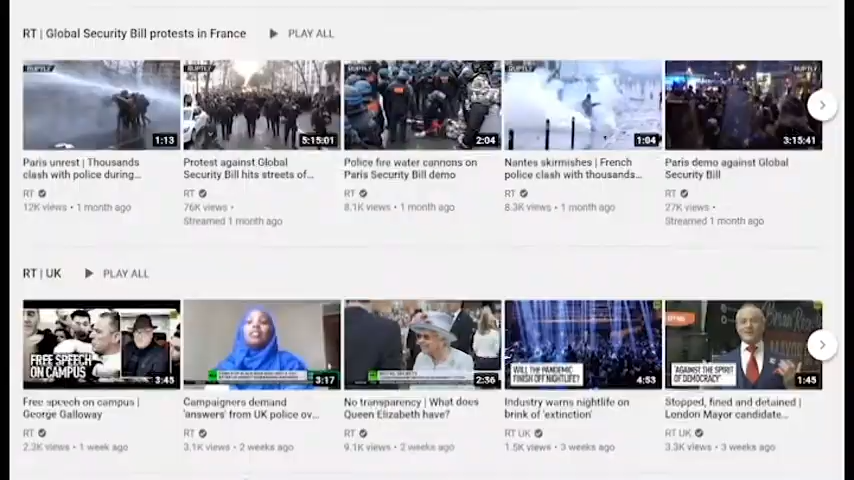 RT | Global Security Bill protests in France PLAY ALL
RUPTLY
RUPTLY
RUPTLY
RUPTLY
RUPTLY
1:13
5:15:01
2:04
1:04
3:15:41
Paris unrest | Thousands
clash with police during...
Protest against Global
Security Bill hits streets of...
Police fire water cannons on
Paris Security Bill demo
Nantes skirmishes | French
police clash with thousands...
Paris demo against Global
Security Bill
RT
RT
RT
RT
RT
12K views • 1 month ago
76K views •
Streamed 1 month ago
8.1K views • 1 month ago
8.3K views • 1 month ago
27K views •
Streamed 1 month ago
RT | UK PLAY ALL
FREE SPEECH
ON CAMPUS
3:45
3:17
2:36
WILL THE PANDEMIC
FINISH OFF NIGHTLIFE?
4:53
'AGAINST THE SPIRIT
OF DEMOCRACY'
1:45
Free speech on campus |
George Galloway
Campaigners demand
'answers' from UK police ov...
No transparency | What does
Queen Elizabeth have?
Industry warns nightlife on
brink of 'extinction'
Stopped, fined and detained |
London Mayor candidate...
RT
RT
RT
RT UK
RT UK
2.3K views • 1 week ago
3.1K views • 2 weeks ago
9.1K views • 2 weeks ago
1.5K views • 3 weeks ago
3.3K views • 3 weeks ago